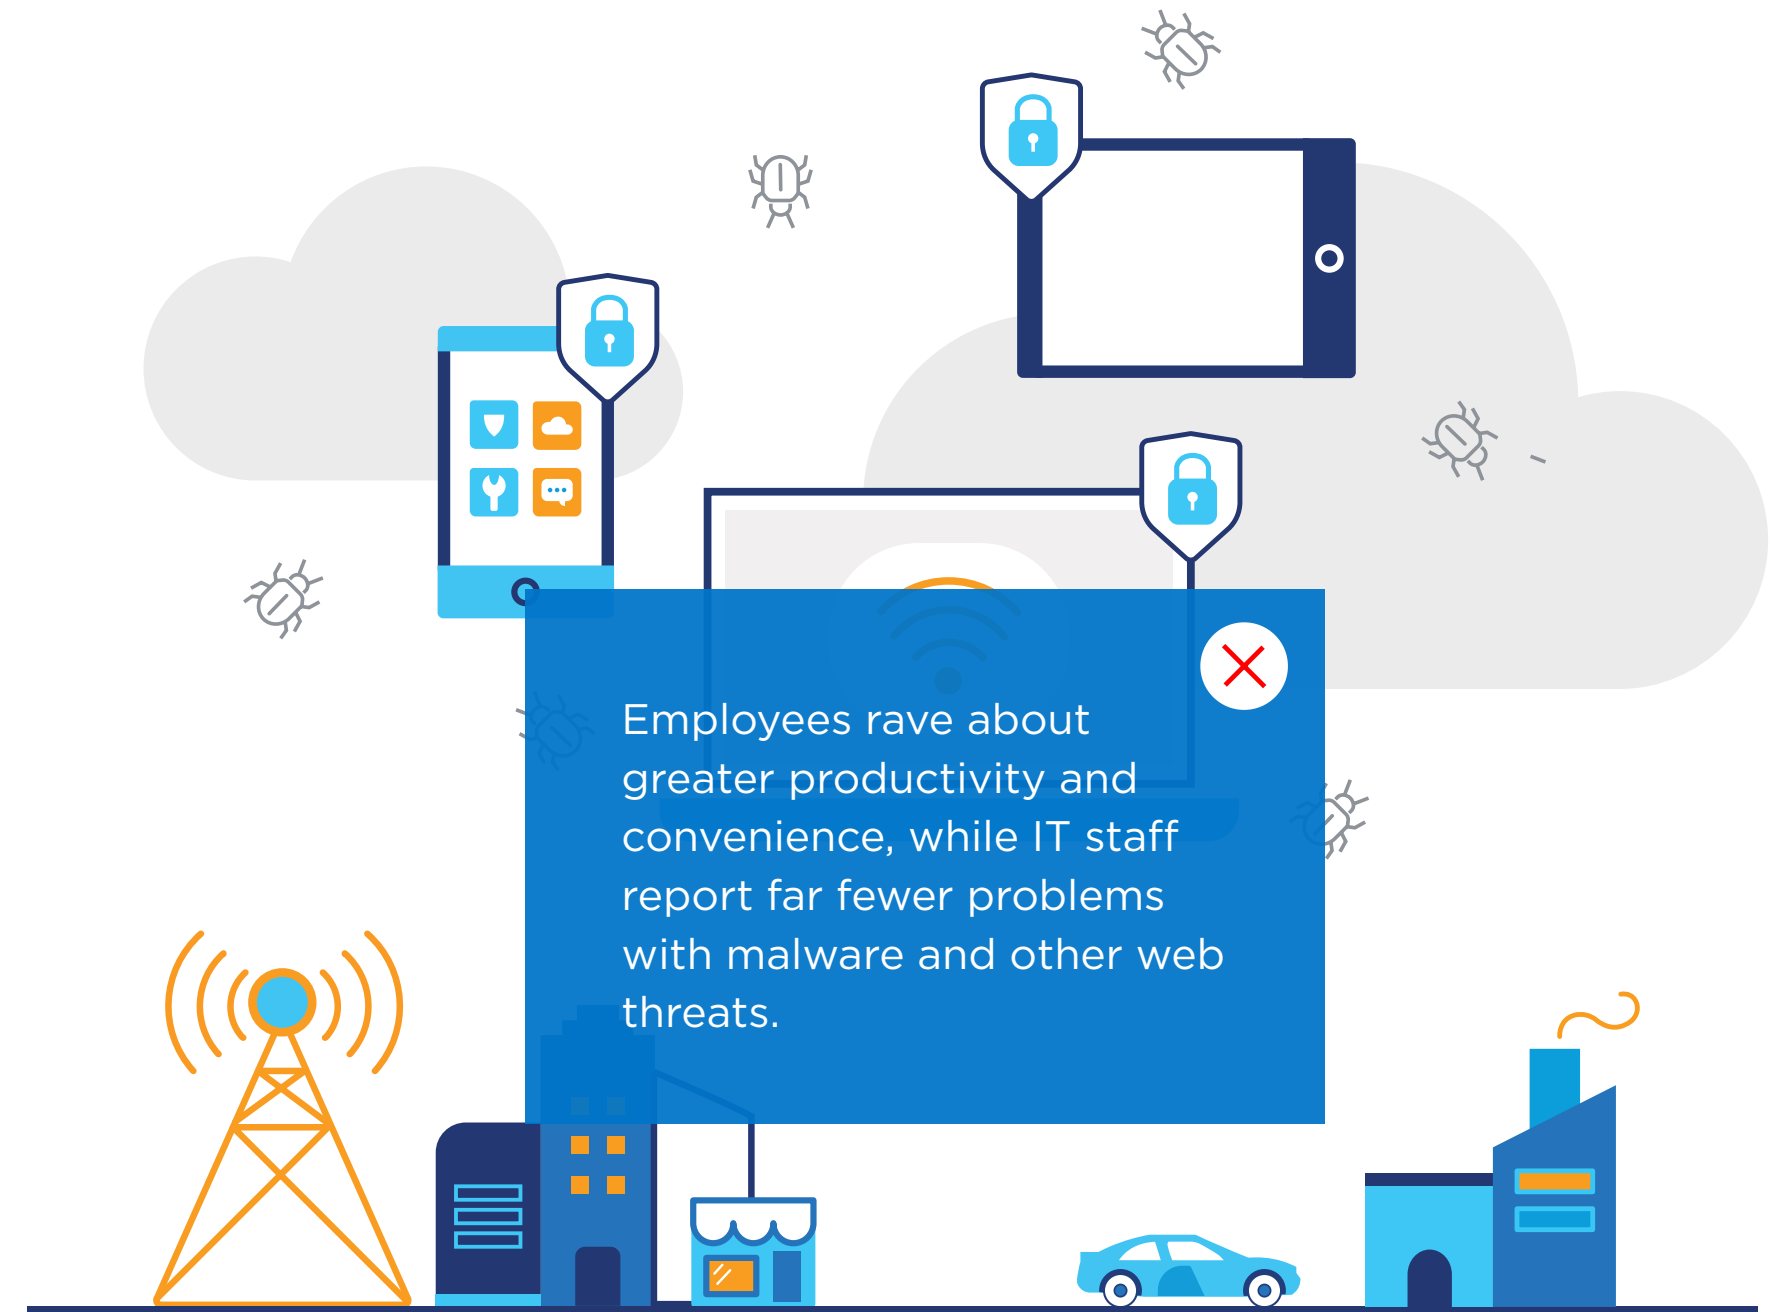 Employees rave about
greater productivity and
convenience, while IT staff
report far fewer problems
with malware and other web
threats.